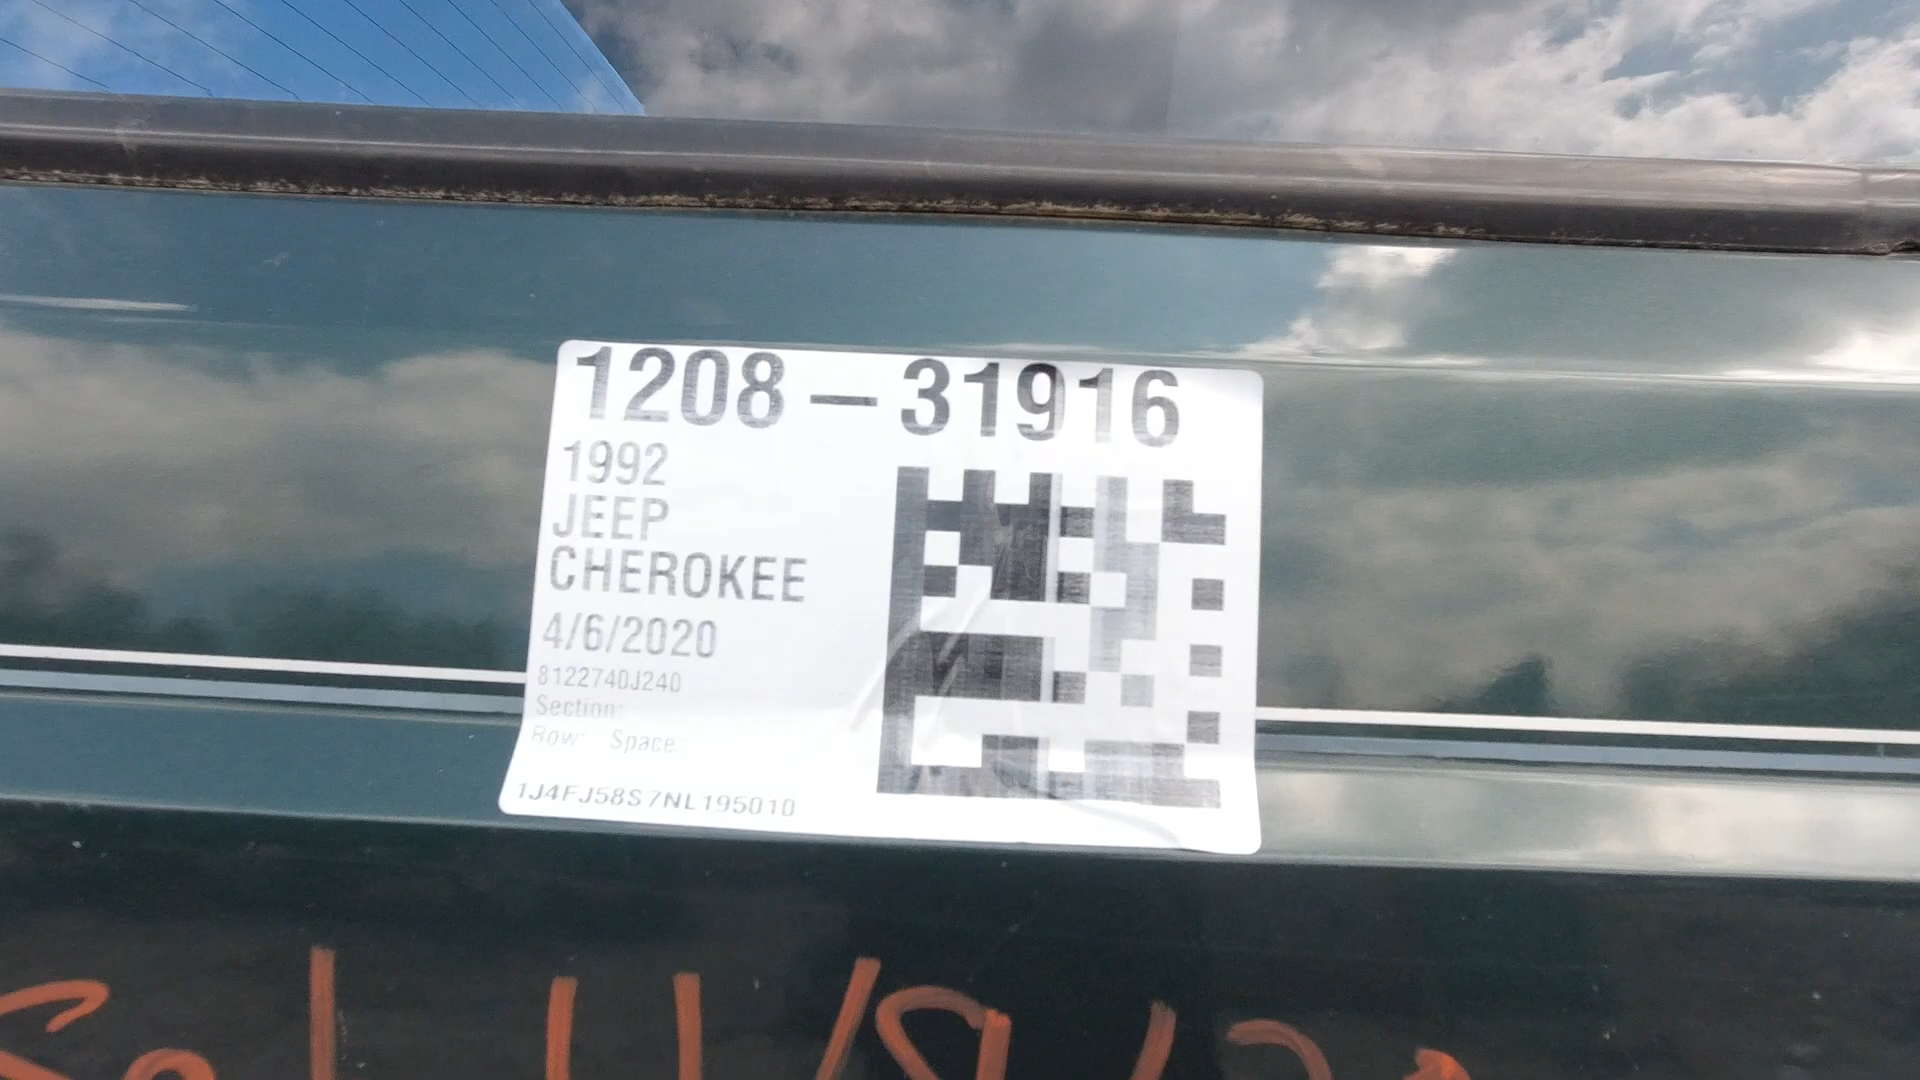 1208-31916
1992
JEEP
CHEROKEE
4/6/2020
8122740J240
Section:
Row: Space:
1J4FJ58S7NL195010